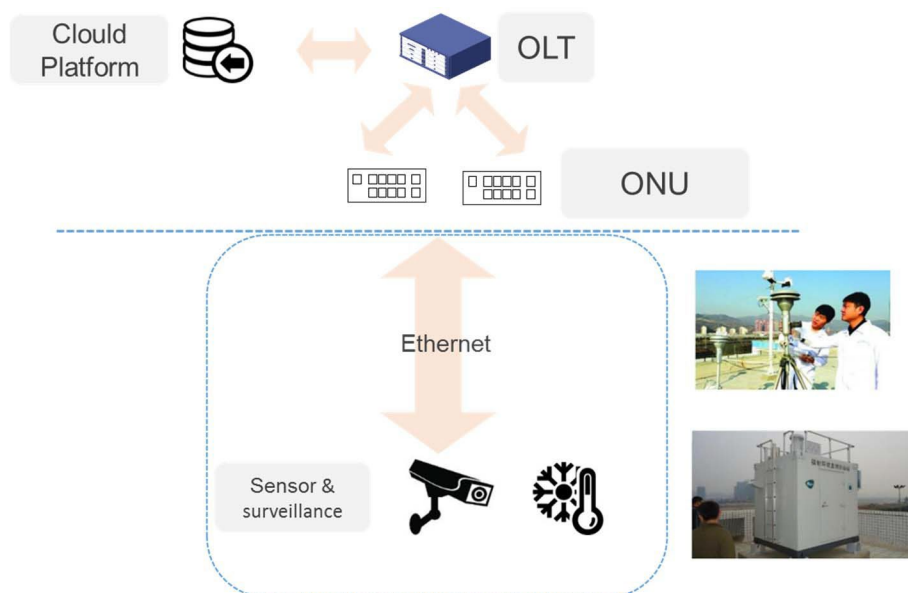 Clould
Platform
OLT
ONU
Ethernet
Sensor &
surveillance